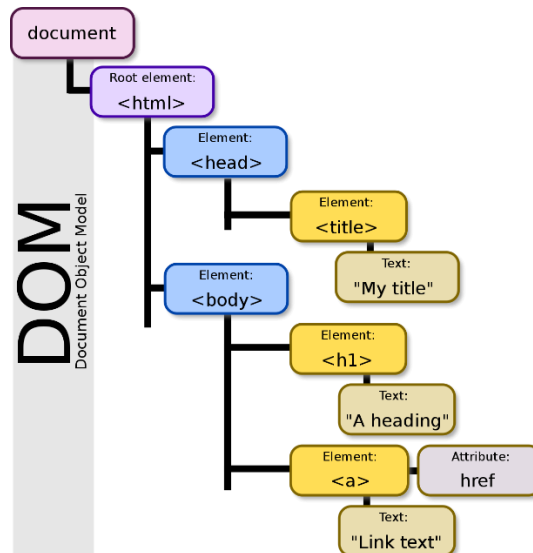 document
Root element:
<html>
Element:
<head>
Element:
<title>
Text:
"My title"
Element:
<body>
Element:
<h1>
Text:
"A heading"
Element:
<a>
Attribute:
href
Text:
"Link text"
DOM
Document Object Model